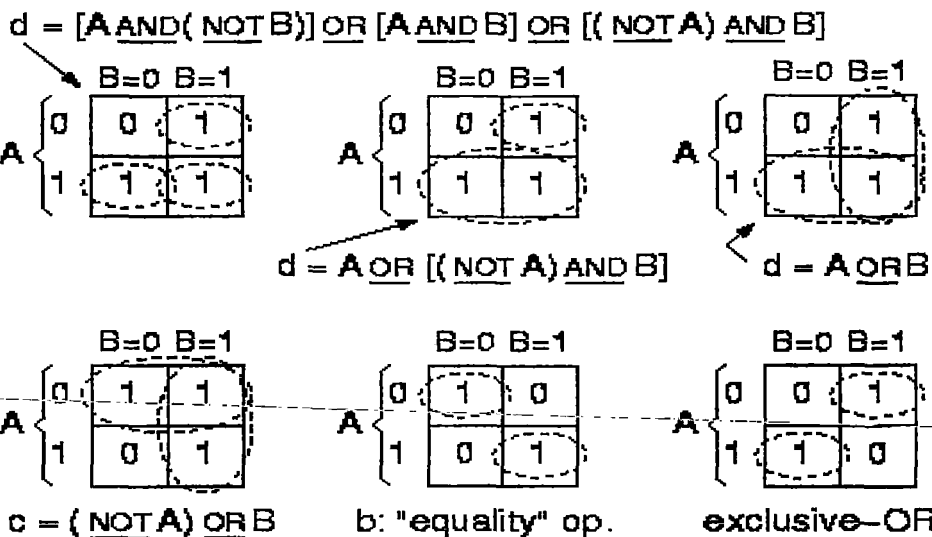 d = [A AND ( NOT B)] OR [A AND B] OR [( NOT A) AND B]
B=0 B=1 B=0 B=1 B=0 B=1
0 0 1 0 0 1 0 0 1
A A A
1 1 1 1 1 1 1 1 1
d = A OR [( NOT A) AND B] d = A OR B
B=0 B=1 B=0 B=1 B=0 B=1
0 1 1 0 1 0 0 0 1
A A A
1 0 1 1 0 1 1 1 0
c = ( NOT A) OR B b: "equality" op. exclusive-OR